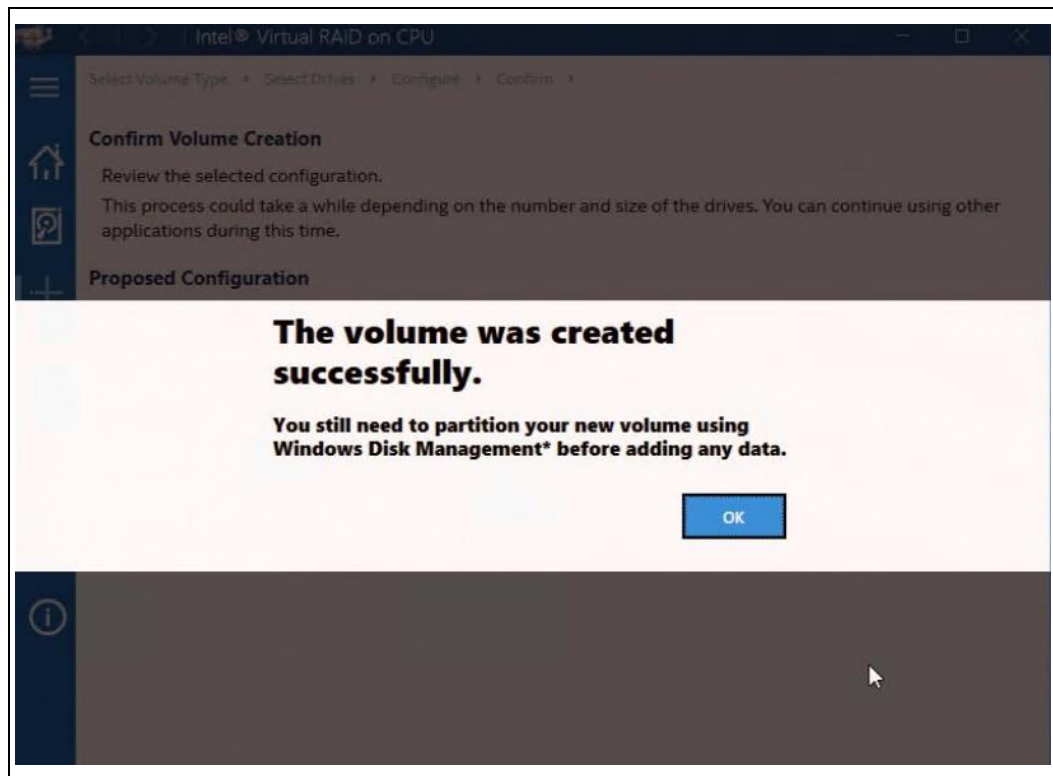 Intel® Virtual RAID on CPU
Select Volume Type Select Drives Configure Confirm
Confirm Volume Creation
Review the selected configuration.
This process could take a while depending on the number and size of the drives. You can continue using other
applications during this time.
Proposed Configuration
The volume was created
successfully.
You still need to partition your new volume using
Windows Disk Management* before adding any data.
OK